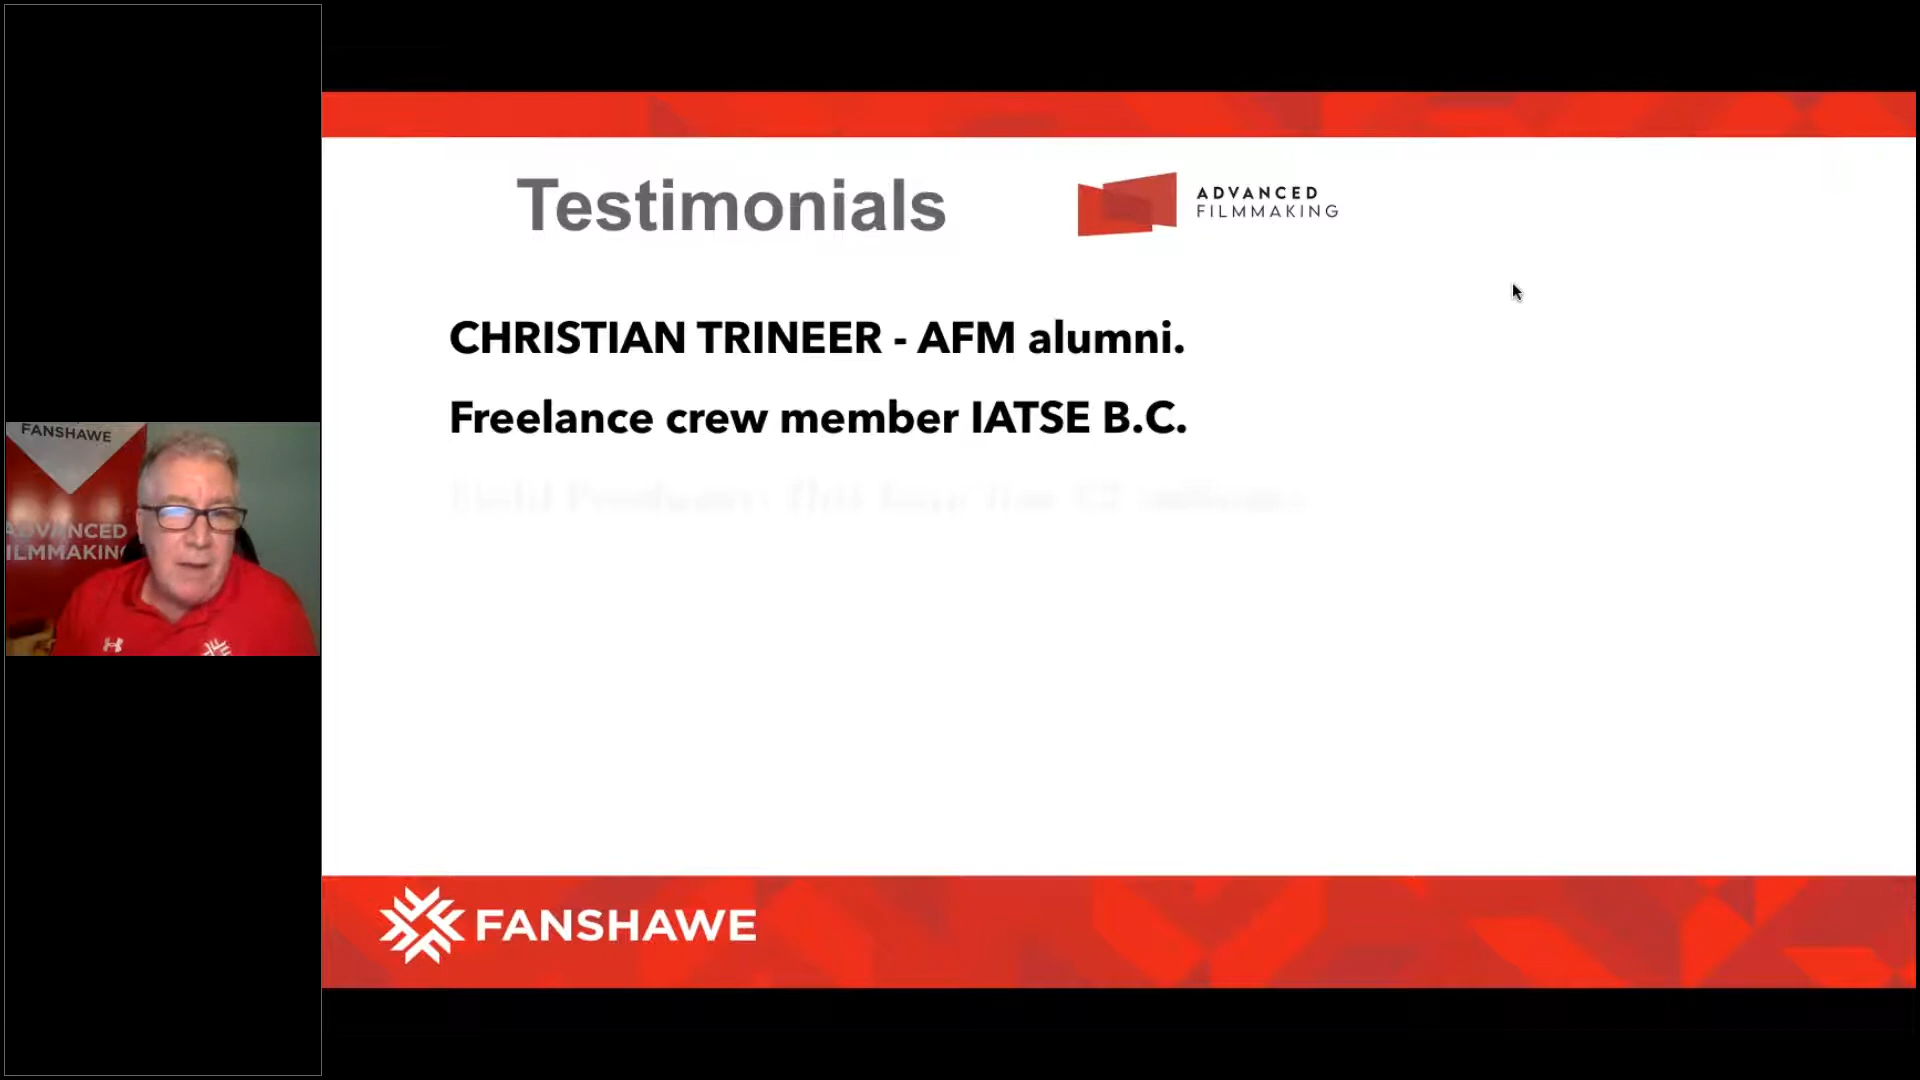 Testimonials
ADVANCED
FILMMAKING
CHRISTIAN TRINEER - AFM alumni.
Freelance crew member IATSE B.C.
FANSHAWE
ADVANCED
FILMMAKING
FANSHAWE